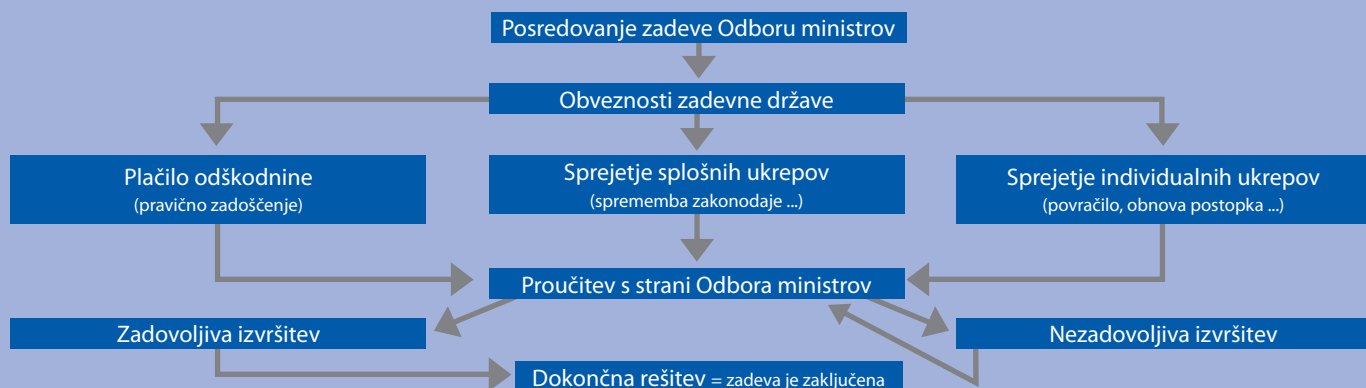 Posredovanje zadeve Odboru ministrov
Obveznosti zadevne države
Plačilo odškodnine
(pravično zadoščenje)
Sprejetje splošnih ukrepov
(sprememba zakonodaje ...)
Sprejetje individualnih ukrepov
(povračilo, obnova postopka ...)
Proučitev s strani Odbora ministrov
Zadovoljiva izvršitev
Nezadovoljiva izvršitev
Dokončna rešitev = zadeva je zaključena